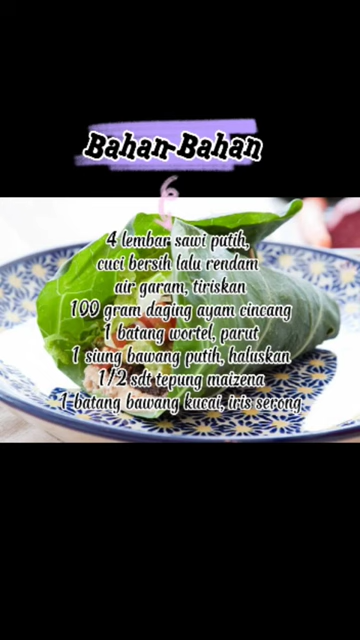 Bahan-Bahan
4 lembar sawi putih,
cuci bersih lalu rendam
air garam, tiriskan
100 gram daging ayam cincang
1 batang wortel, parut
1 siung bawang putih, haluskan
1/2 sdt tepung maizena
1 batang bawang kucai, iris serong